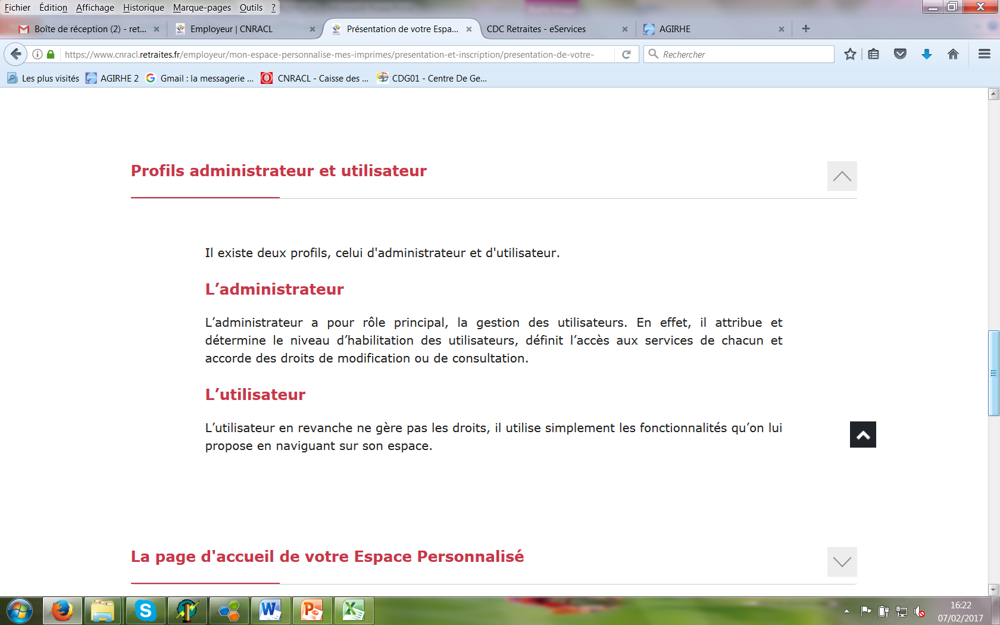 Fichier Édition Affichage Historique Marque-pages Outils ?
Boîte de réception (2) - ret... Employeur | CNRACL Présentation de votre Espa... CDC Retraites - eServices AGIRHE
https://www.cnracl.retraites.fr/employeur/mon-espace-personnalise-mes-imprimes/presentation-et-inscription/presentation-de-votre- Rechercher
Les plus visités AGIRHE 2 Gmail : la messagerie ... CNRACL - Caisse des ... CDG01 - Centre De Ge...
Profils administrateur et utilisateur
Il existe deux profils, celui d'administrateur et d'utilisateur.
L’administrateur
L’administrateur a pour rôle principal, la gestion des utilisateurs. En effet, il attribue et
détermine le niveau d’habilitation des utilisateurs, définit l’accès aux services de chacun et
accorde des droits de modification ou de consultation.
L’utilisateur
L’utilisateur en revanche ne gère pas les droits, il utilise simplement les fonctionnalités qu’on lui
propose en naviguant sur son espace.
La page d'accueil de votre Espace Personnalisé
16:22
07/02/2017